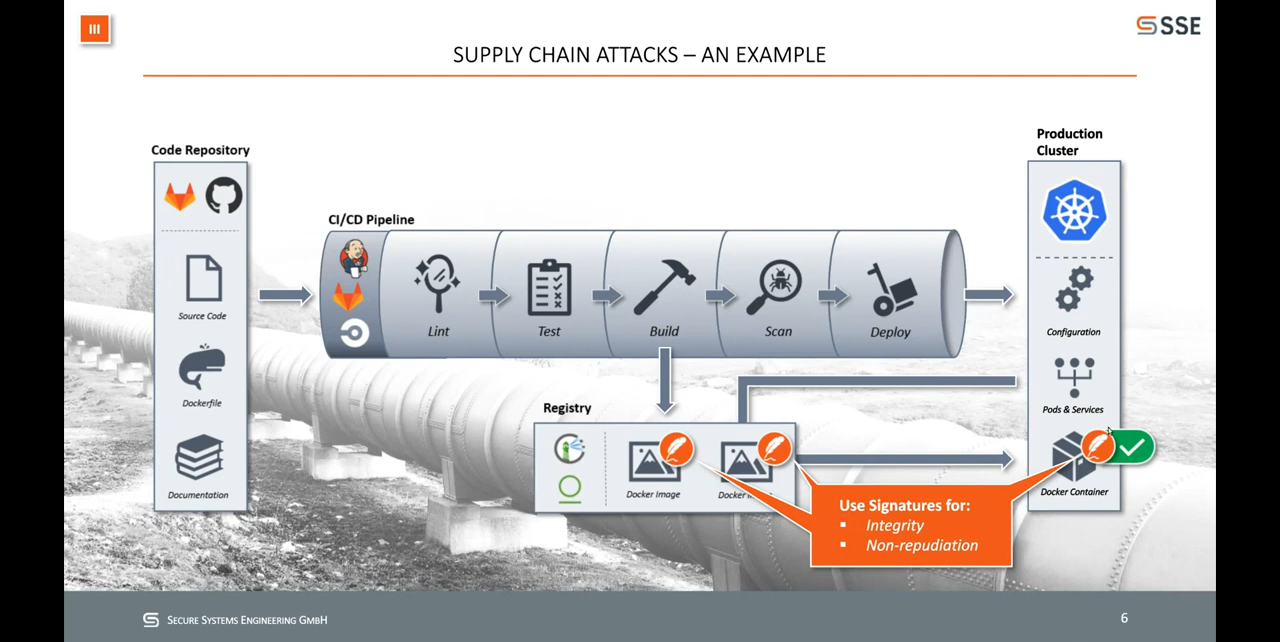 III
SSE
SUPPLY CHAIN ATTACKS – AN EXAMPLE
Code Repository
Source Code
Dockerfile
Documentation
CI/CD Pipeline
Lint
Test
Build
Scan
Deploy
Registry
Docker Image
Docker
Production
Cluster
Configuration
Pods & Services
Docker Container
Use Signatures for:
▪ Integrity
▪ Non-repudiation
SECURE SYSTEMS ENGINEERING GMBH
6